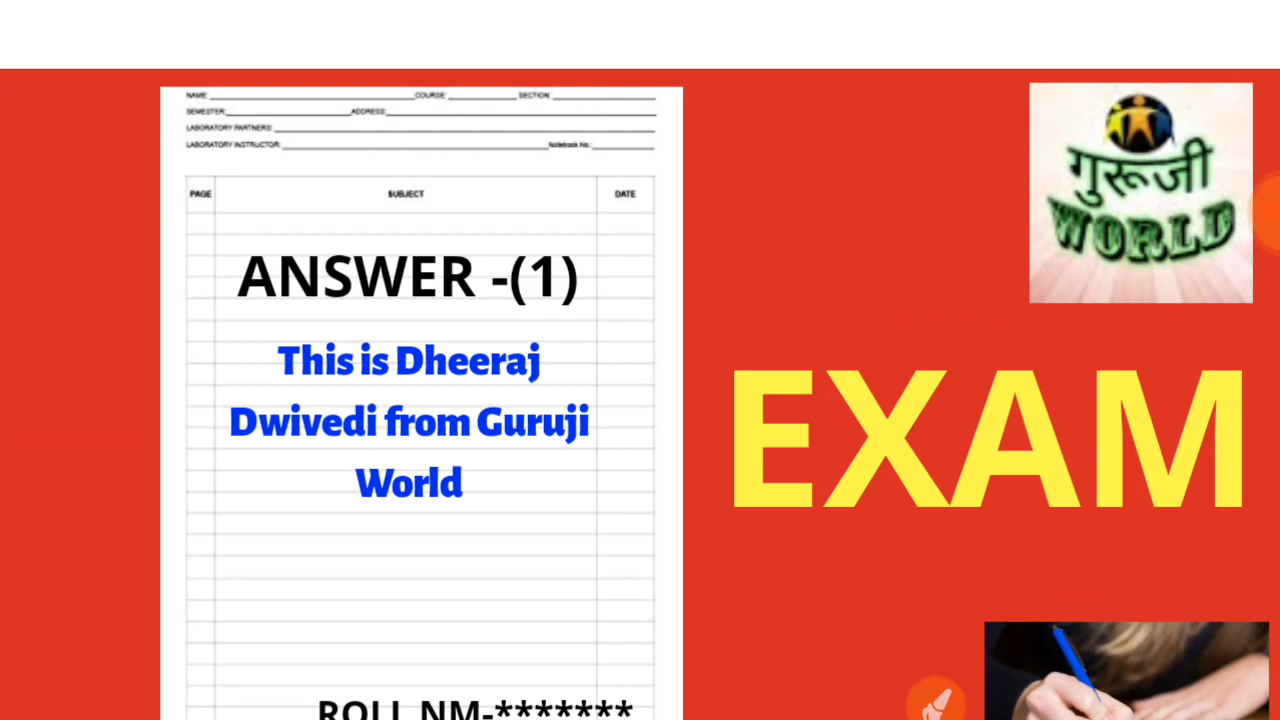 NAME: COURSE: SECTION:
SEMESTER: ADDRESS:
LABORATORY PARTNERS:
LABORATORY INSTRUCTOR: Notebook No.:
PAGE SUBJECT DATE
ANSWER -(1)
This is Dheeraj
Dwivedi from Guruji
World
ROLL NM-*******
गुरूजी
WORLD
EXAM